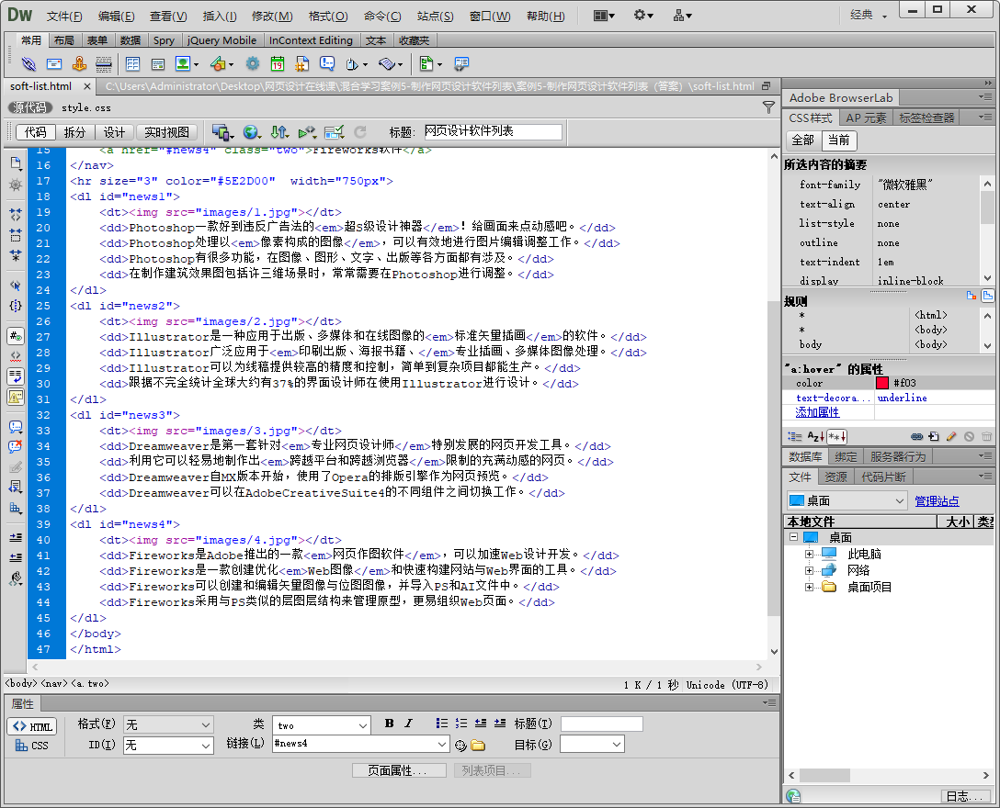 Dw 文件(F) 编辑(E) 查看(V) 插入(I) 修改(M) 格式(O) 命令(C) 站点(S) 窗口(W) 帮助(H) 经典
常用 布局 表单 数据 Spry jQuery Mobile InContext Editing 文本 收藏夹
soft-list.html C:\Users\Administrator\Desktop\网页设计在线课\混合学习案例5-制作网页设计软件列表\案例5-制作网页设计软件列表（答案）\soft-list.html
源代码 style.css
代码 拆分 设计 实时视图 标题: 网页设计软件列表
15 <a href="#news4" class="two">Fireworks软件</a>
16 </nav>
17 <hr size="3" color="#5E2D00" width="750px">
18 <dl id="news1">
19 <dt><img src="images/1.jpg"></dt>
20 <dd>Photoshop一款好到违反广告法的<em>超S级设计神器</em>！给画面来点动感吧。</dd>
21 <dd>Photoshop处理以<em>像素构成的图像</em>，可以有效地进行图片编辑调整工作。</dd>
22 <dd>Photoshop有很多功能，在图像、图形、文字、出版等各方面都有涉及。</dd>
23 <dd>在制作建筑效果图包括许三维场景时，常常需要在Photoshop进行调整。</dd>
24 </dl>
25 <dl id="news2">
26 <dt><img src="images/2.jpg"></dt>
27 <dd>Illustrator是一种应用于出版、多媒体和在线图像的<em>标准矢量插画</em>的软件。</dd>
28 <dd>Illustrator广泛应用于<em>印刷出版、海报书籍、</em>专业插画、多媒体图像处理。</dd>
29 <dd>Illustrator可以为线稿提供较高的精度和控制，简单到复杂项目都能生产。</dd>
30 <dd>跟据不完全统计全球大约有37%的界面设计师在使用Illustrator进行设计。</dd>
31 </dl>
32 <dl id="news3">
33 <dt><img src="images/3.jpg"></dt>
34 <dd>Dreamweaver是第一套针对<em>专业网页设计师</em>特别发展的网页开发工具。</dd>
35 <dd>利用它可以轻易地制作出<em>跨越平台和跨越浏览器</em>限制的充满动感的网页。</dd>
36 <dd>Dreamweaver自MX版本开始，使用了Opera的排版引擎作为网页预览。</dd>
37 <dd>Dreamweaver可以在AdobeCreativeSuite4的不同组件之间切换工作。</dd>
38 </dl>
39 <dl id="news4">
40 <dt><img src="images/4.jpg"></dt>
41 <dd>Fireworks是Adobe推出的一款<em>网页作图软件</em>，可以加速Web设计开发。</dd>
42 <dd>Fireworks是一款创建优化<em>Web图像</em>和快速构建网站与Web界面的工具。</dd>
43 <dd>Fireworks可以创建和编辑矢量图像与位图图像，并导入PS和AI文件中。</dd>
44 <dd>Fireworks采用与PS类似的层图层结构来管理原型，更易组织Web页面。</dd>
45 </dl>
46 </body>
47 </html>
<body> <nav> <a.two> 1 K / 1 秒 Unicode (UTF-8)
属性
HTML 格式(F) 无 类 two B I 标题(T)
CSS ID(I) 无 链接(L) #news4 目标(G)
页面属性... 列表项目...
Adobe BrowserLab
CSS样式 AP 元素 标签检查器
全部 当前
所选内容的摘要
font-family "微软雅黑"
text-align center
list-style none
outline none
text-indent 1em
display inline-block
规则
* <html>
* <body>
body <body>
"a:hover" 的属性
color #f03
text-decora... underline
添加属性
数据库 绑定 服务器行为
文件 资源 代码片断
桌面 管理站点
本地文件 大小 类型
桌面
此电脑
网络
桌面项目
日志...